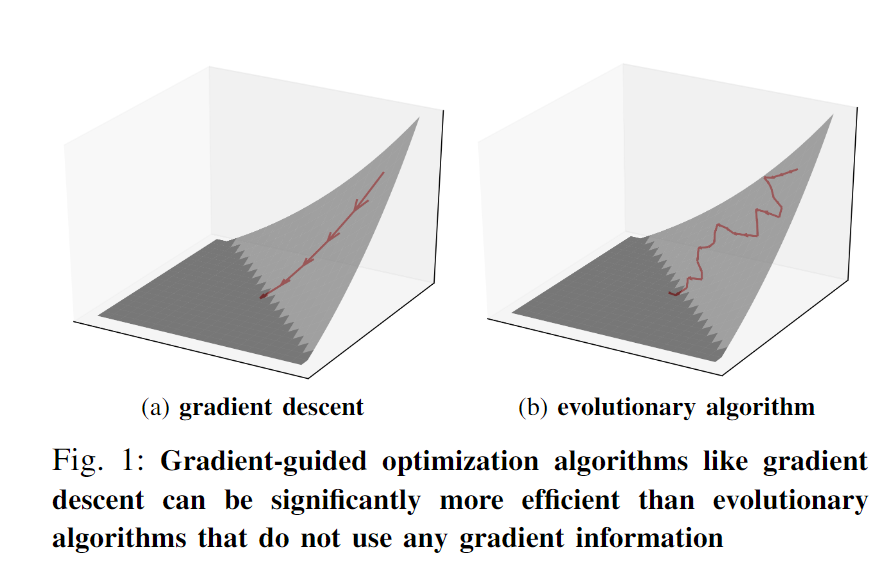 (a) gradient descent
(b) evolutionary algorithm
Fig. 1: Gradient-guided optimization algorithms like gradient
descent can be significantly more efficient than evolutionary
algorithms that do not use any gradient information